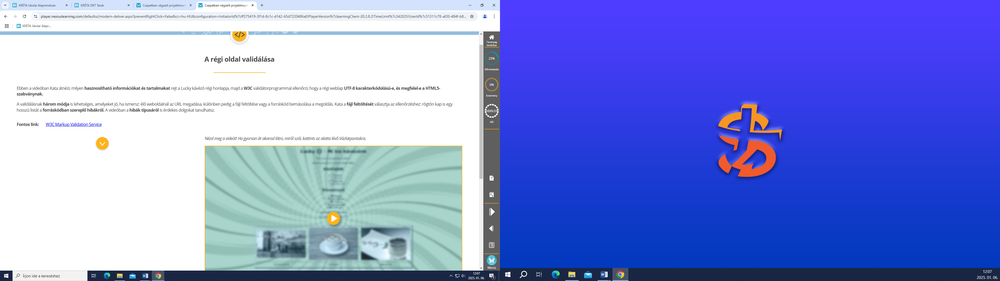 KRÉTA Iskolai Alaprendszer
KRÉTA DKT Tanár
Csapatban végzett projektmun
Csapatban végzett projektmun
player.nexiuslearning.com/defaultui/modern-deliver.aspx?preventRightClick=False&cc=hu-HU&configuration=InitiatorId%7cff375419-3f1d-8c1c-d142-65d7220486a0!PlayerVersion%7clearningClient-20.2.8.2!TimeLimit%7c342025!UserId%7c31311c78-af20-484f-b8...
KRÉTA Iskolai Alapr...
</>
A régi oldal validálása
Ebben a videóban Kata átnézi, milyen hasznosítható információkat és tartalmakat rejt a Lucky kávézó régi honlapja, majd a W3C validátorprogrammal ellenőrzi, hogy a régi weblap UTF-8 karakterkódolású-e, és megfelel-e a HTML5-
szabványnak.
A validálásnak három módja is lehetséges, amelyeket jó, ha ismersz: élő weboldalnál az URL megadása, különben pedig a fájl feltöltése vagy a forráskód bemásolása a megoldás. Kata a fájl feltöltését választja az ellenőrzéshez: rögtön kap is egy
hosszú listát a forráskódban szereplő hibákról. A videóban a hibák típusáról is érdekes dolgokat tanulhatsz.
Fontos link: W3C Markup Validation Service
Nézd meg a videót! Ha gyorsan át akarod látni, miről szól, kattints az alatta lévő Vázlatpontokra.
Lucky - Mi kis kávézónk
Tananyag
bezárása
23%
Előrehaladás
0%
Eredmény
5699:31
Idő
Menü
Írjon ide a kereséshez
12:07
2025. 01. 06.
1
12:07
2025. 01. 06.